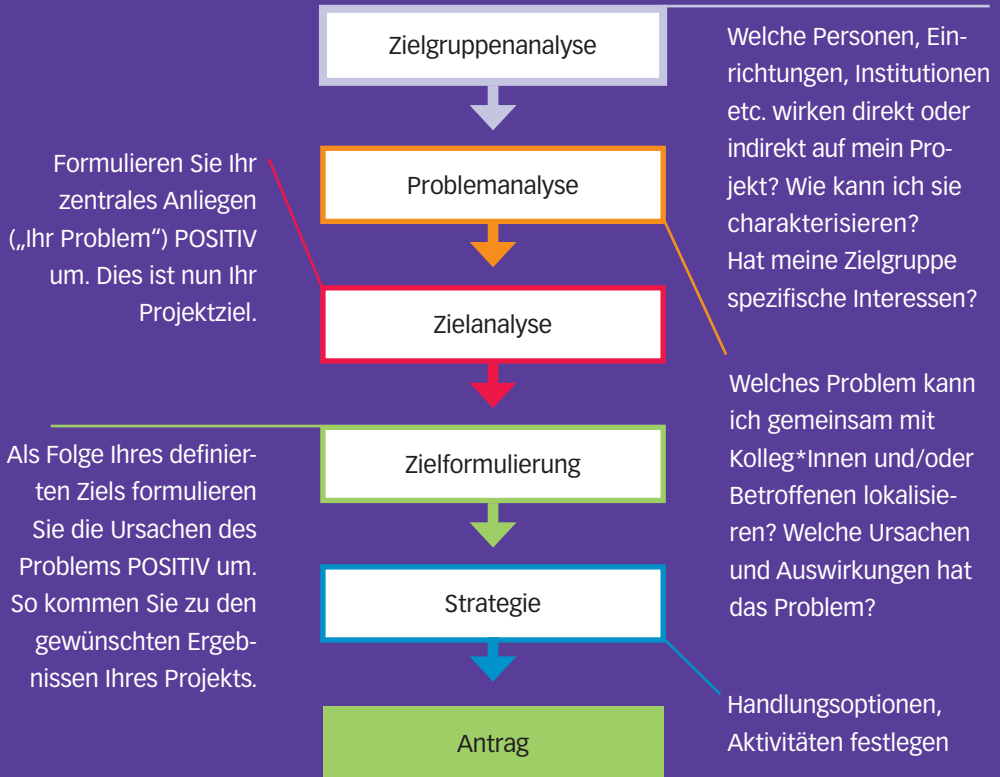 Zielgruppenanalyse
Welche Personen, Ein-
richtungen, Institutionen
etc. wirken direkt oder
indirekt auf mein Pro-
jekt? Wie kann ich sie
charakterisieren?
Hat meine Zielgruppe
spezifische Interessen?
Problemanalyse
Welches Problem kann
ich gemeinsam mit
Kolleg*Innen und/oder
Betroffenen lokalisie-
ren? Welche Ursachen
und Auswirkungen hat
das Problem?
Formulieren Sie Ihr
zentrales Anliegen
(„Ihr Problem“) POSITIV
um. Dies ist nun Ihr
Projektziel.
Zielanalyse
Als Folge Ihres definier-
ten Ziels formulieren
Sie die Ursachen des
Problems POSITIV um.
So kommen Sie zu den
gewünschten Ergeb-
nissen Ihres Projekts.
Zielformulierung
Strategie
Handlungsoptionen,
Aktivitäten festlegen
Antrag